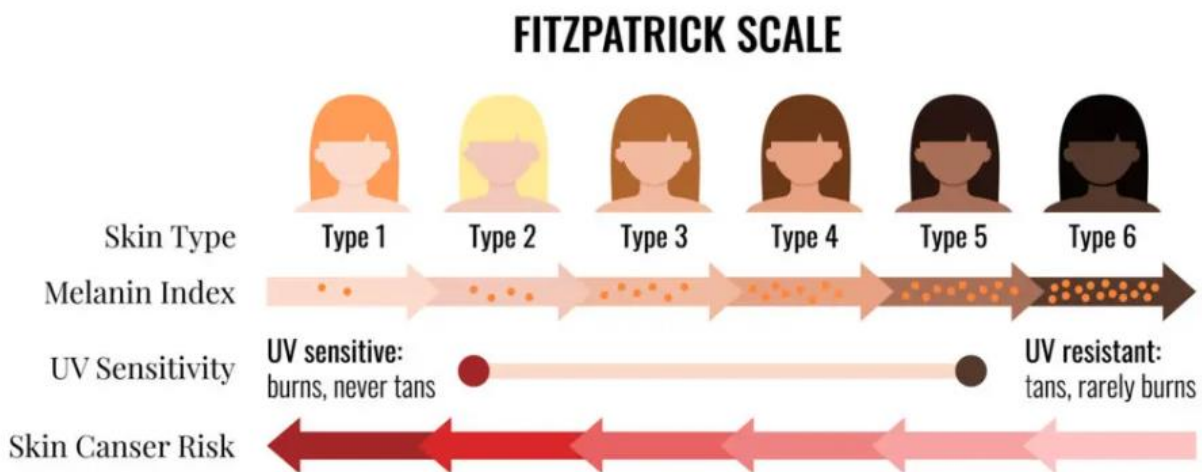 FITZPATRICK SCALE
Skin Type Type 1 Type 2 Type 3 Type 4 Type 5 Type 6
Melanin Index
UV Sensitivity
UV sensitive:
burns, never tans
UV resistant:
tans, rarely burns
Skin Canser Risk